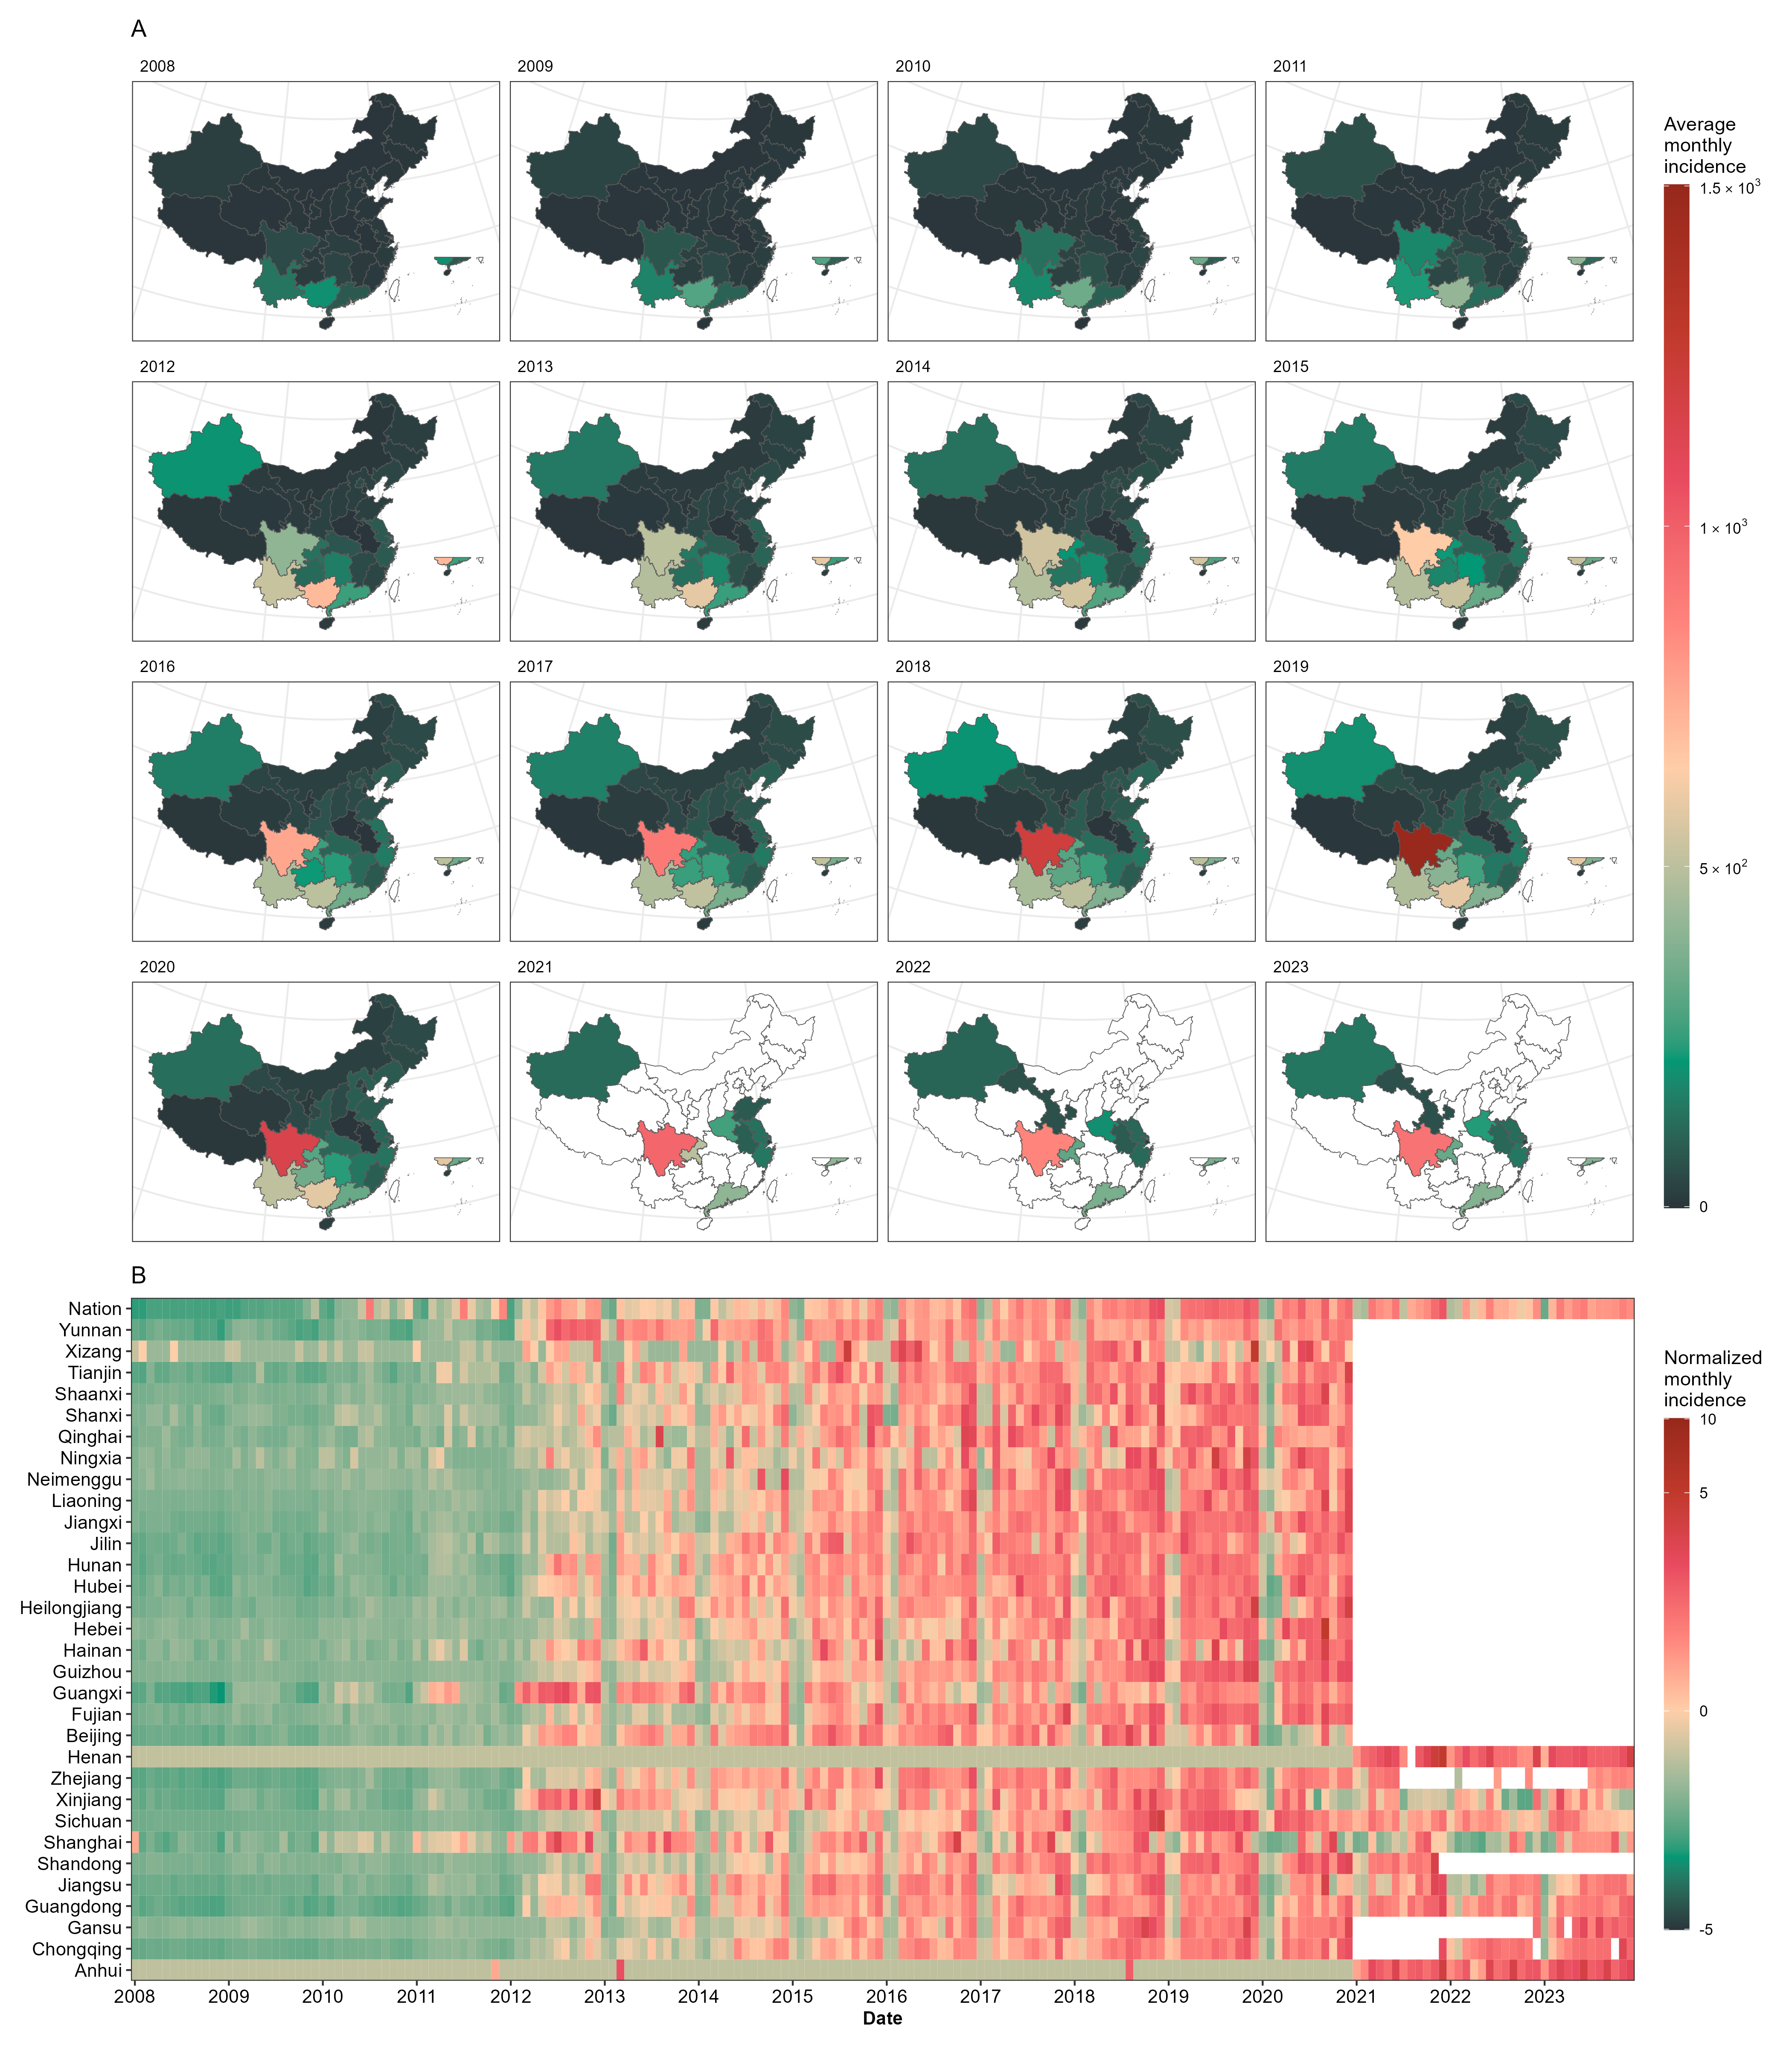 A
2008
2009
2010
2011
Average
monthly
incidence
1.5 × 10³
1 × 10³
5 × 10²
0
2012
2013
2014
2015
2016
2017
2018
2019
2020
2021
2022
2023
B
Nation
Yunnan
Xizang
Tianjin
Shaanxi
Shanxi
Qinghai
Ningxia
Neimenggu
Liaoning
Jiangxi
Jilin
Hunan
Hubei
Heilongjiang
Hebei
Hainan
Guizhou
Guangxi
Fujian
Beijing
Henan
Zhejiang
Xinjiang
Sichuan
Shanghai
Shandong
Jiangsu
Guangdong
Gansu
Chongqing
Anhui
Normalized
monthly
incidence
10
5
0
-5
2008 2009 2010 2011 2012 2013 2014 2015 2016 2017 2018 2019 2020 2021 2022 2023
Date